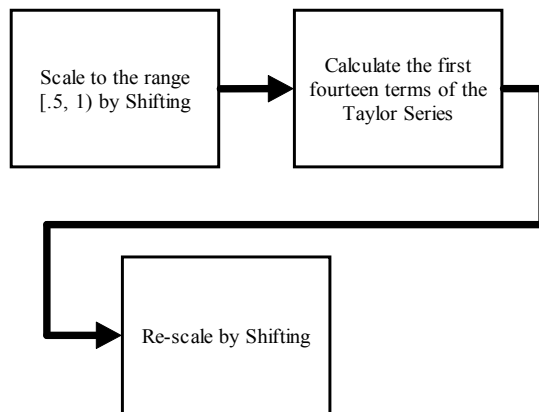 Scale to the range
[.5, 1) by Shifting
Calculate the first
fourteen terms of the
Taylor Series
Re-scale by Shifting